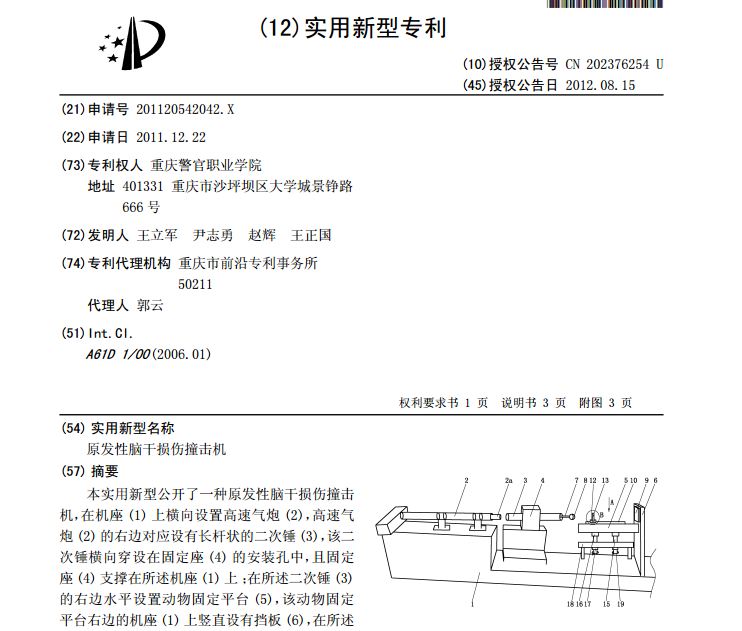 (12)实用新型专利
(10)授权公告号 CN 202376254 U
(45)授权公告日 2012.08.15
(21)申请号 201120542042.X
(22)申请日 2011.12.22
(73)专利权人 重庆警官职业学院
地址 401331 重庆市沙坪坝区大学城景铮路
666 号
(72)发明人 王立军 尹志勇 赵辉 王正国
(74)专利代理机构 重庆市前沿专利事务所
50211
代理人 郭云
(51)Int.Cl.
A61D 1/00(2006.01)
权利要求书 1 页 说明书 3 页 附图 3 页
(54)实用新型名称
原发性脑干损伤撞击机
(57)摘要
本实用新型公开了一种原发性脑干损伤撞击
机,在机座(1)上横向设置高速气炮(2),高速气
炮(2)的右边对应设有长杆状的二次锤(3),该二
次锤横向穿设在固定座(4)的安装孔中,且固定
座(4)支撑在所述机座(1)上;在所述二次锤(3)
的右边水平设置动物固定平台(5),该动物固定
平台右边的机座(1)上竖直设有挡板(6),在所述
2 2a 3 4 7 8 12 13 5 10 9 6
A
B
1 18 16 17 15 19